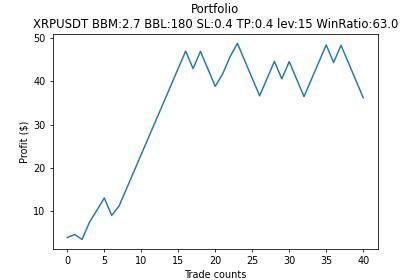 Portfolio
XRPUSDT BBM:2.7 BBL:180 SL:0.4 TP:0.4 lev:15 WinRatio:63.0
50
40
30
20
10
Profit ($)
0 5 10 15 20 25 30 35 40
Trade counts